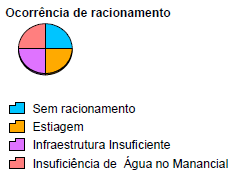 Ocorrência de racionamento
Sem racionamento
Estiagem
Infraestrutura Insuficiente
Insuficiência de Água no Manancial